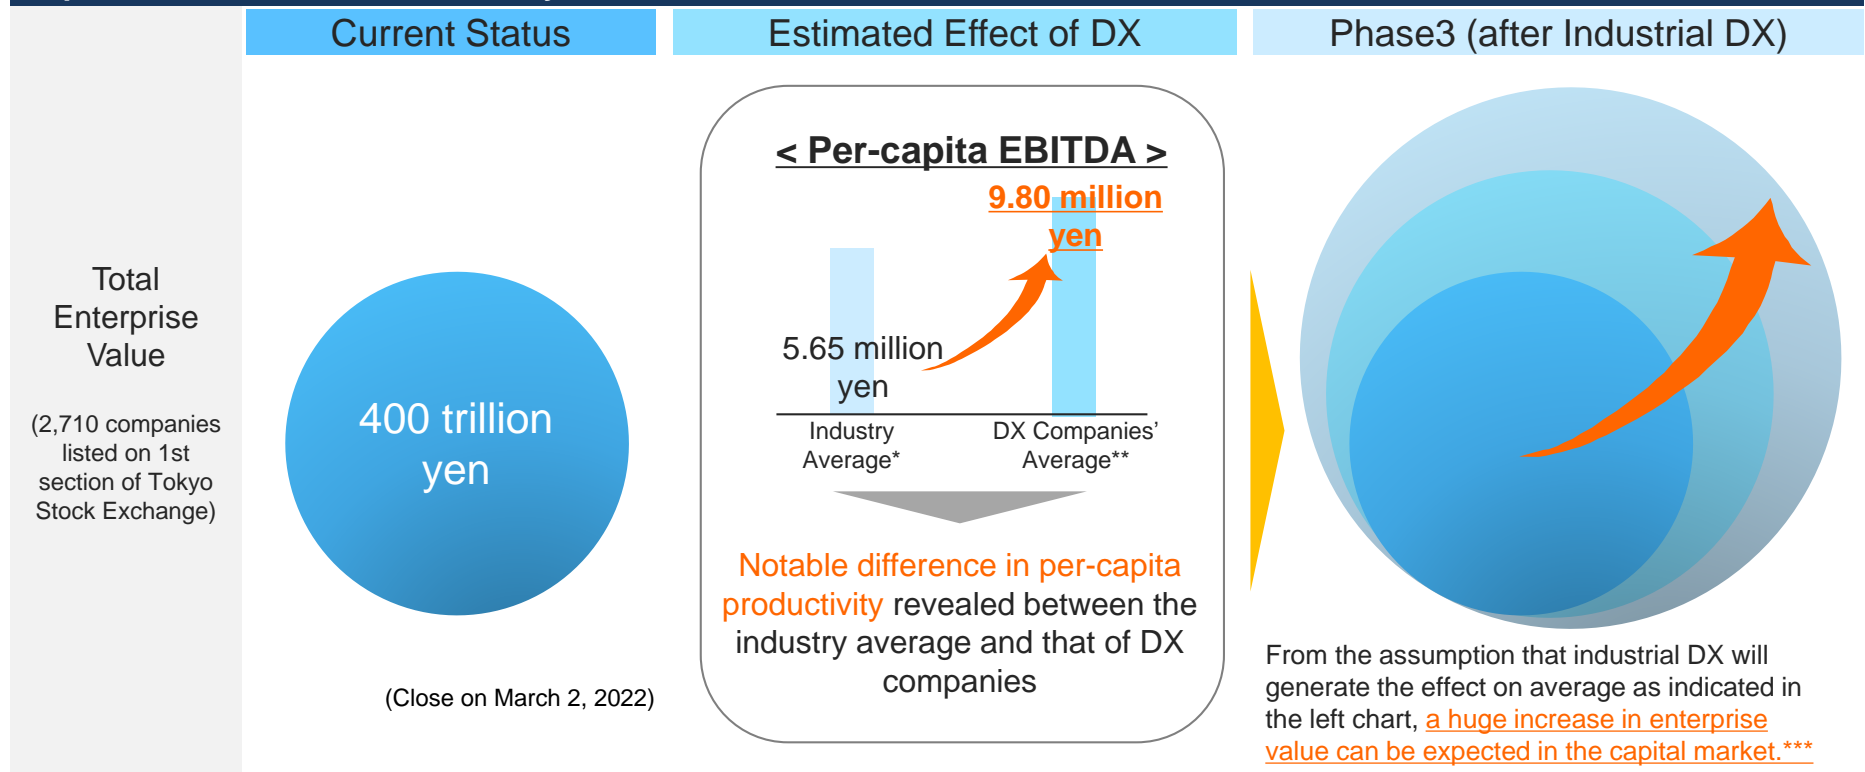 Current Status
Estimated Effect of DX
Phase3 (after Industrial DX)
Total
Enterprise
Value
(2,710 companies
listed on 1st
section of Tokyo
Stock Exchange)
400 trillion
yen
(Close on March 2, 2022)
< Per-capita EBITDA >
9.80 million
yen
5.65 million
yen
Industry
Average*
DX Companies’
Average**
Notable difference in per-capita
productivity revealed between the
industry average and that of DX
companies
From the assumption that industrial DX will
generate the effect on average as indicated in
the left chart, a huge increase in enterprise
value can be expected in the capital market.***